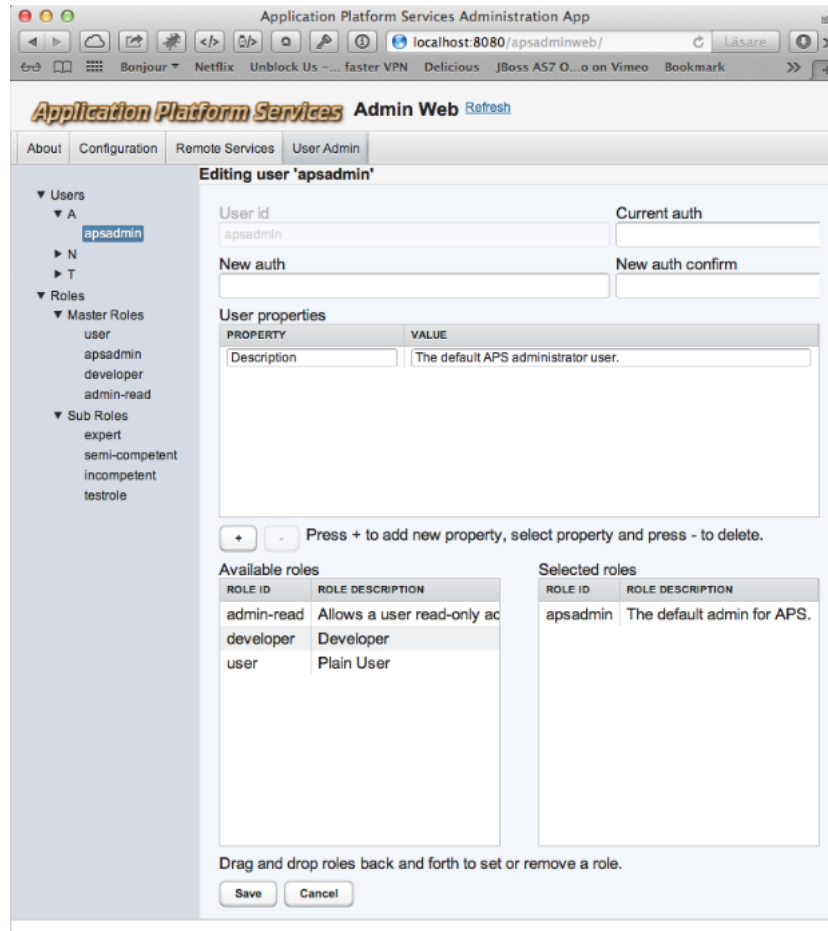 Application Platform Services Administration App
localhost:8080/apsadminweb/ Läsare
Bonjour Netflix Unblock Us -... faster VPN Delicious JBoss AS7 O...o on Vimeo Bookmark
Application Platform Services Admin Web Refresh
About Configuration Remote Services User Admin
Editing user 'apsadmin'
Users
A
apsadmin
N
T
Roles
Master Roles
user
apsadmin
developer
admin-read
Sub Roles
expert
semi-competent
incompetent
testrole
User id Current auth
apsadmin
New auth New auth confirm
User properties
PROPERTY VALUE
Description The default APS administrator user.
+ - Press + to add new property, select property and press - to delete.
Available roles
ROLE ID ROLE DESCRIPTION
admin-read Allows a user read-only ac
developer Developer
user Plain User
Selected roles
ROLE ID ROLE DESCRIPTION
apsadmin The default admin for APS.
Drag and drop roles back and forth to set or remove a role.
Save Cancel